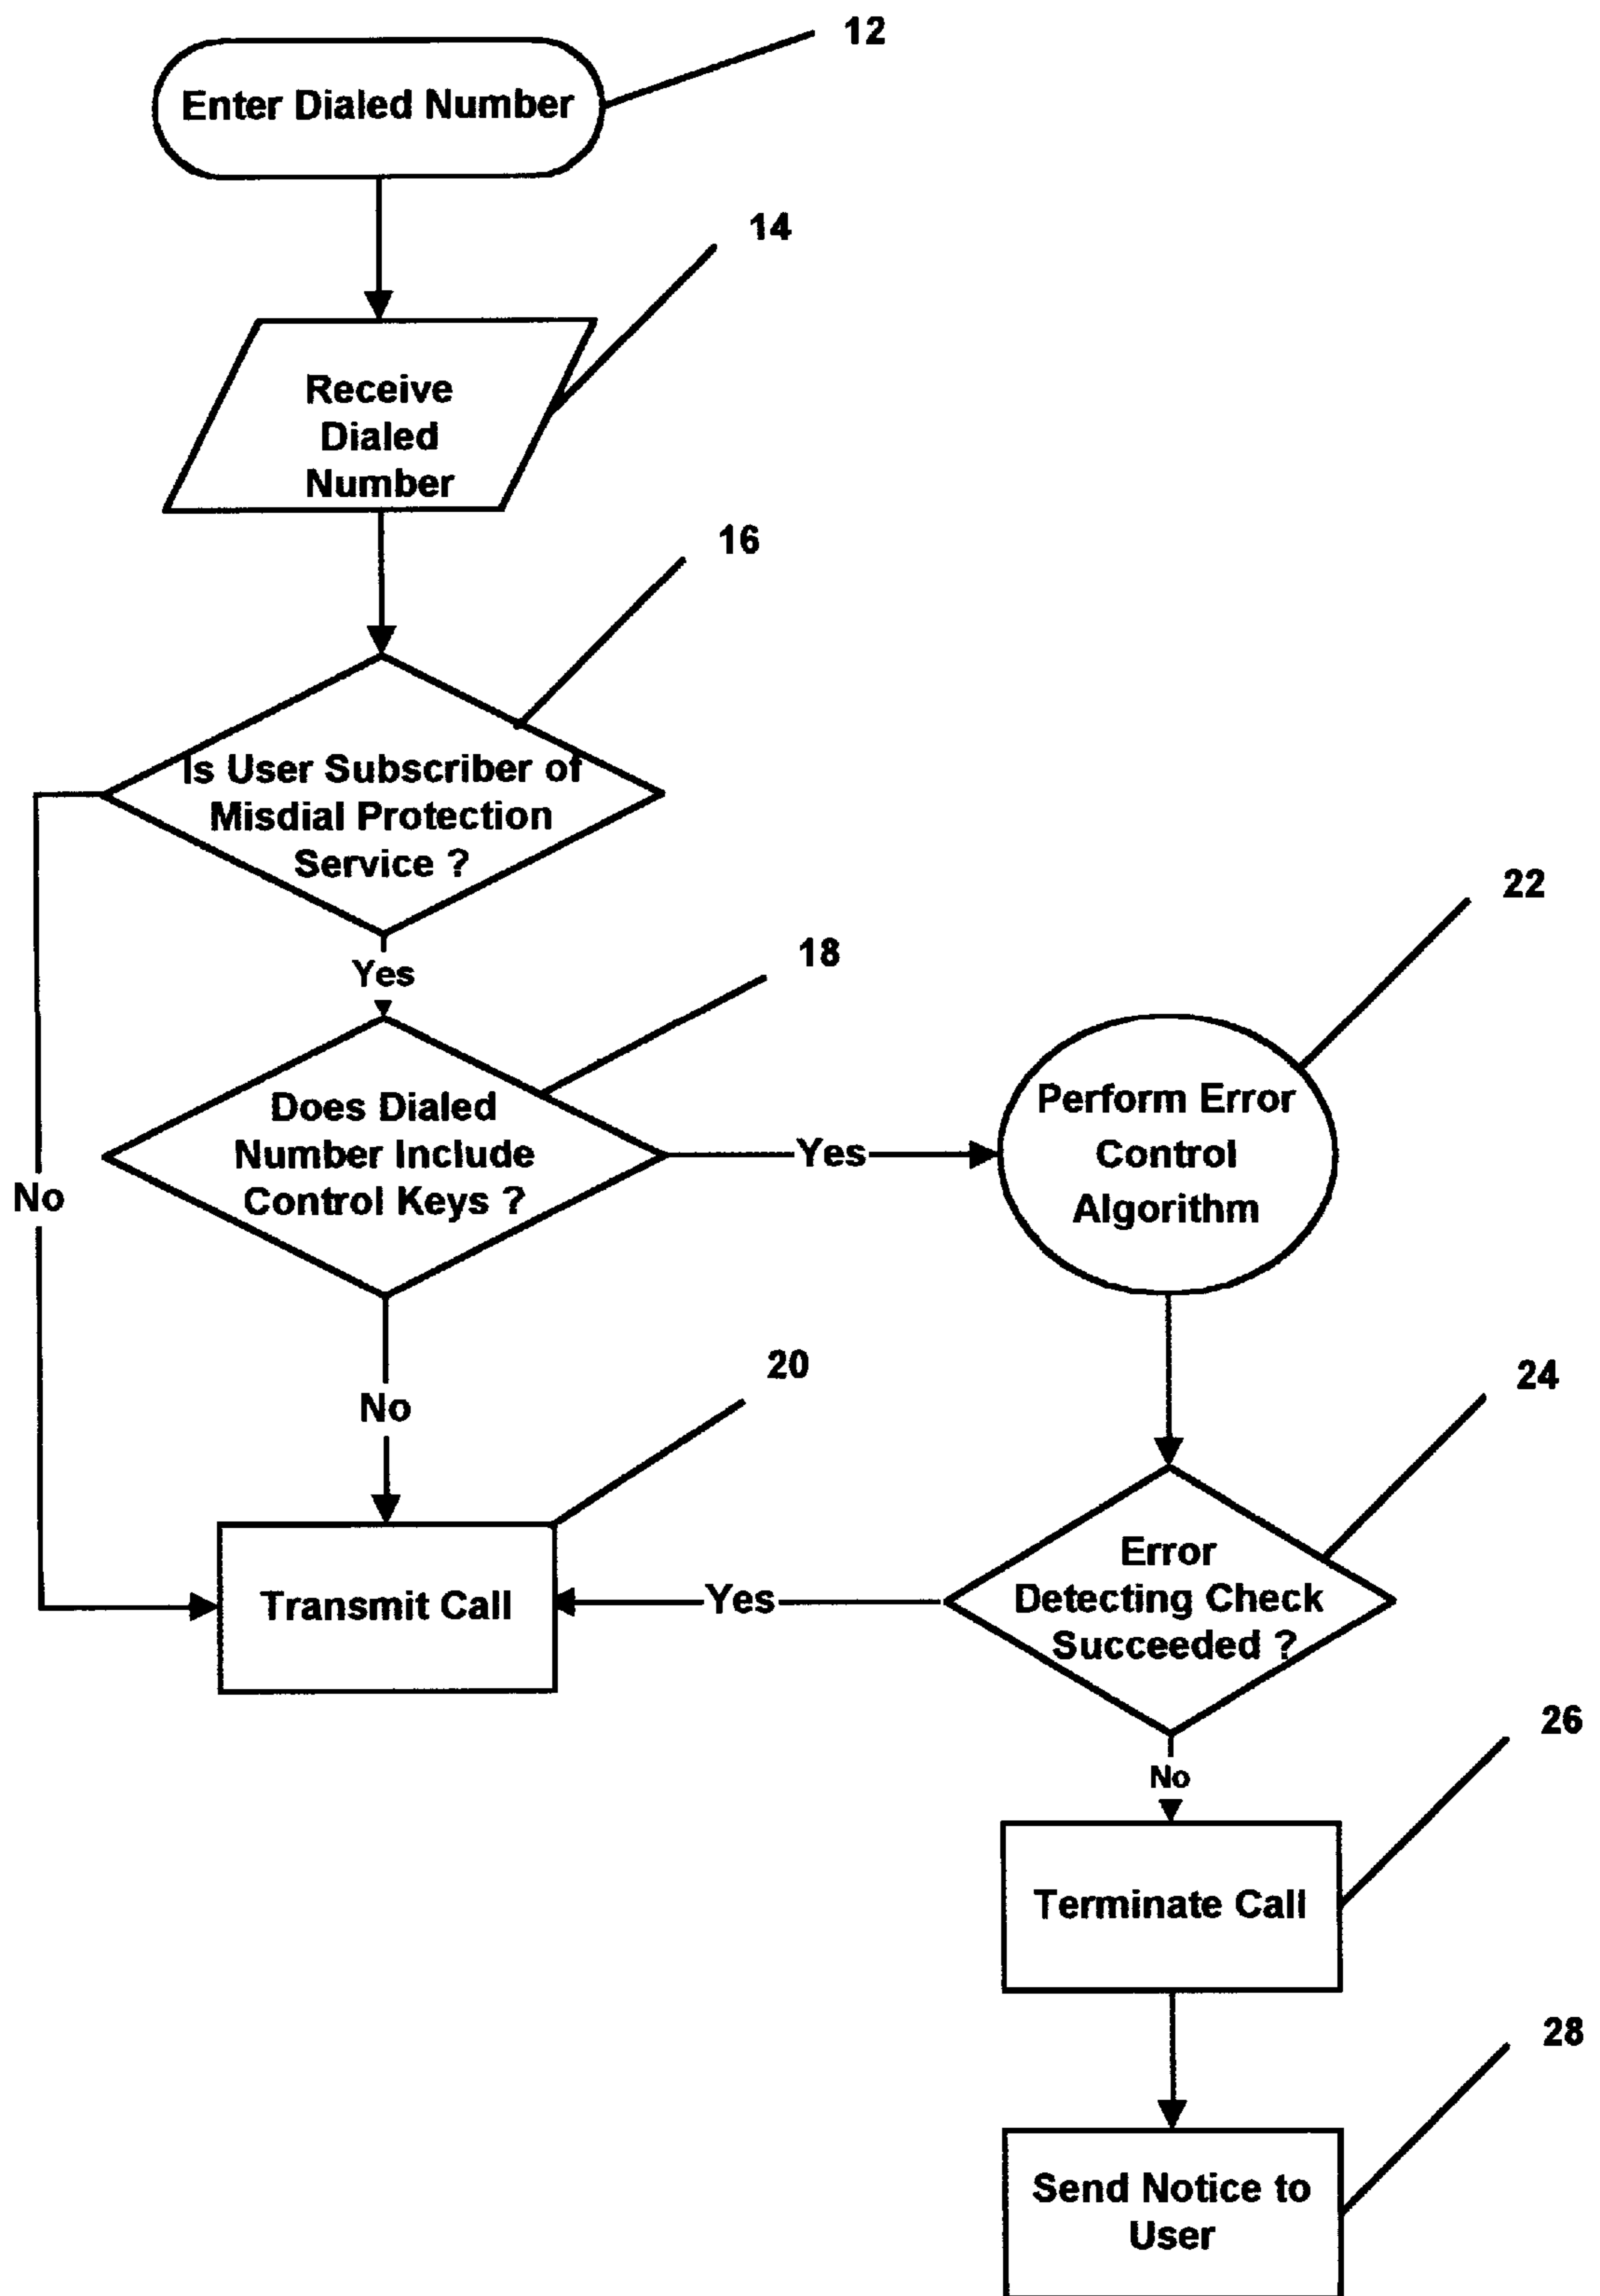 12
Enter Dialed Number
14
Receive
Dialed
Number
16
Is User Subscriber of
Misdial Protection
Service ?
Yes
18
Does Dialed
Number Include
Control Keys ?
Yes
22
Perform Error
Control
Algorithm
No
No
20
Transmit Call
Yes
24
Error
Detecting Check
Succeeded ?
No
26
Terminate Call
28
Send Notice to
User